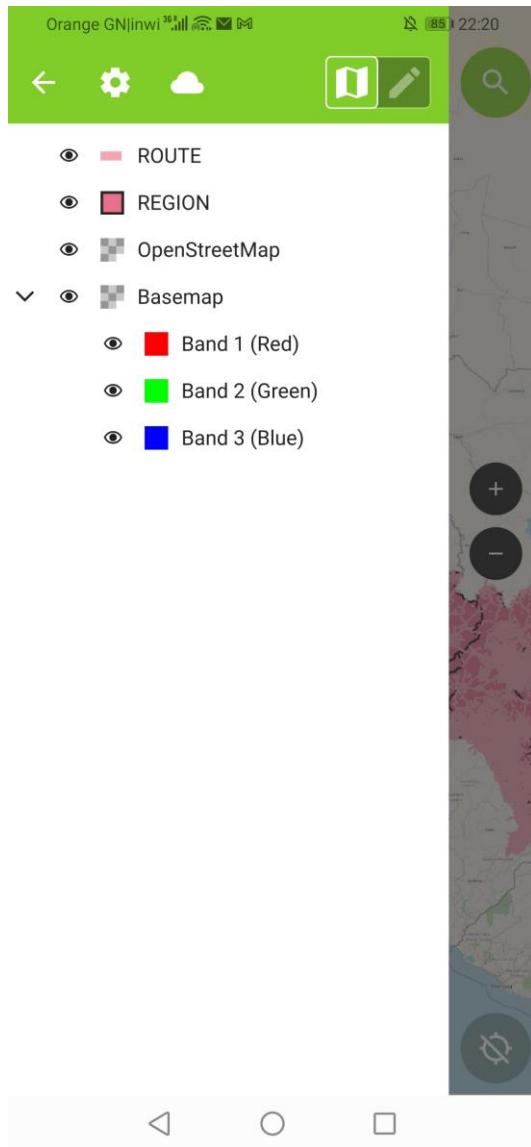 Orange GN|inwi 3G 85 22:20
ROUTE
REGION
OpenStreetMap
Basemap
Band 1 (Red)
Band 2 (Green)
Band 3 (Blue)